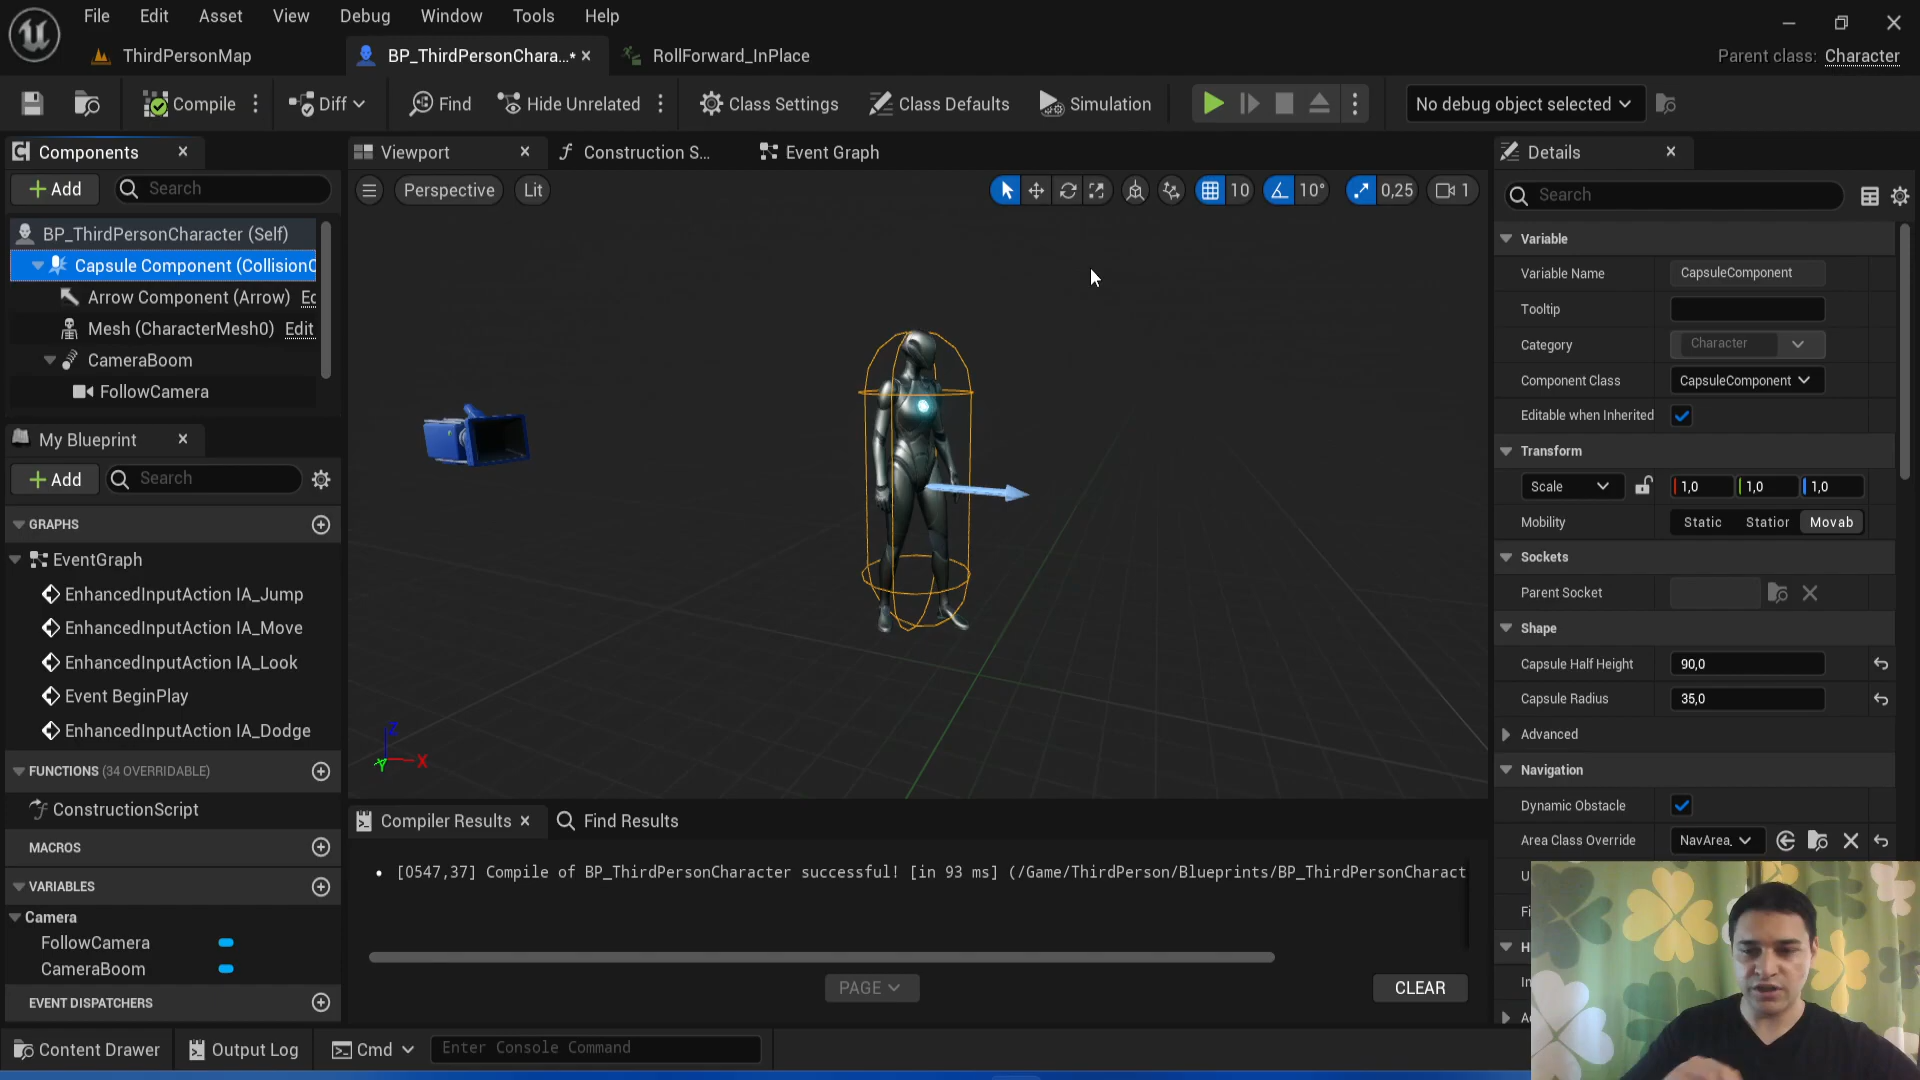 File Edit Asset View Debug Window Tools Help
ThirdPersonMap
BP_ThirdPersonChara...•
RollForward_InPlace
Parent class: Character
Compile
Diff
Find
Hide Unrelated
Class Settings
Class Defaults
Simulation
No debug object selected
Components
Add
Search
BP_ThirdPersonCharacter (Self)
Capsule Component (CollisionC
Arrow Component (Arrow) Ed
Mesh (CharacterMesh0) Edit
CameraBoom
FollowCamera
My Blueprint
Add
Search
GRAPHS
EventGraph
EnhancedInputAction IA_Jump
EnhancedInputAction IA_Move
EnhancedInputAction IA_Look
Event BeginPlay
EnhancedInputAction IA_Dodge
FUNCTIONS (34 OVERRIDABLE)
ConstructionScript
MACROS
VARIABLES
Camera
FollowCamera
CameraBoom
EVENT DISPATCHERS
Viewport
Construction S...
Event Graph
Perspective
Lit
10
10°
0,25
1
Z
Y
X
Compiler Results
Find Results
[0547,37] Compile of BP_ThirdPersonCharacter successful! [in 93 ms] (/Game/ThirdPerson/Blueprints/BP_ThirdPersonCharact
PAGE
CLEAR
Details
Search
Variable
Variable Name CapsuleComponent
Tooltip
Category Character
Component Class CapsuleComponent
Editable when Inherited
Transform
Scale 1,0 1,0 1,0
Mobility Static Station Movab
Sockets
Parent Socket
Shape
Capsule Half Height 90,0
Capsule Radius 35,0
Advanced
Navigation
Dynamic Obstacle
Area Class Override NavArea_
U
Fi
H
In
A
Content Drawer
Output Log
Cmd
Enter Console Command